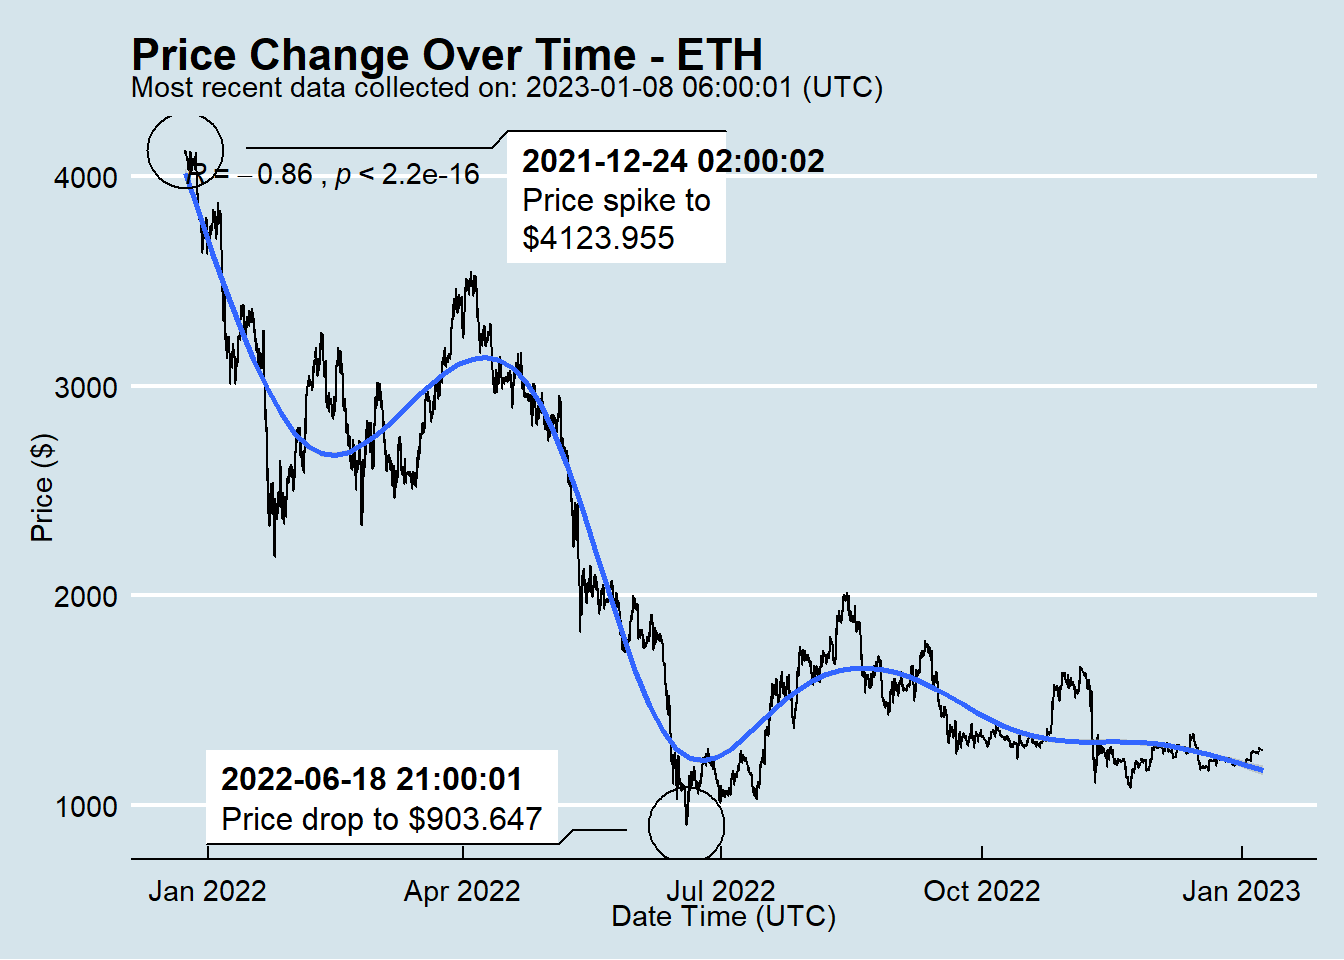 Price Change Over Time - ETH
Most recent data collected on: 2023-01-08 06:00:01 (UTC)
2021-12-24 02:00:02
Price spike to
$4123.955
R = −0.86 , p < 2.2e-16
4000
3000
2000
1000
Price ($)
2022-06-18 21:00:01
Price drop to $903.647
Jan 2022
Apr 2022
Jul 2022
Oct 2022
Jan 2023
Date Time (UTC)